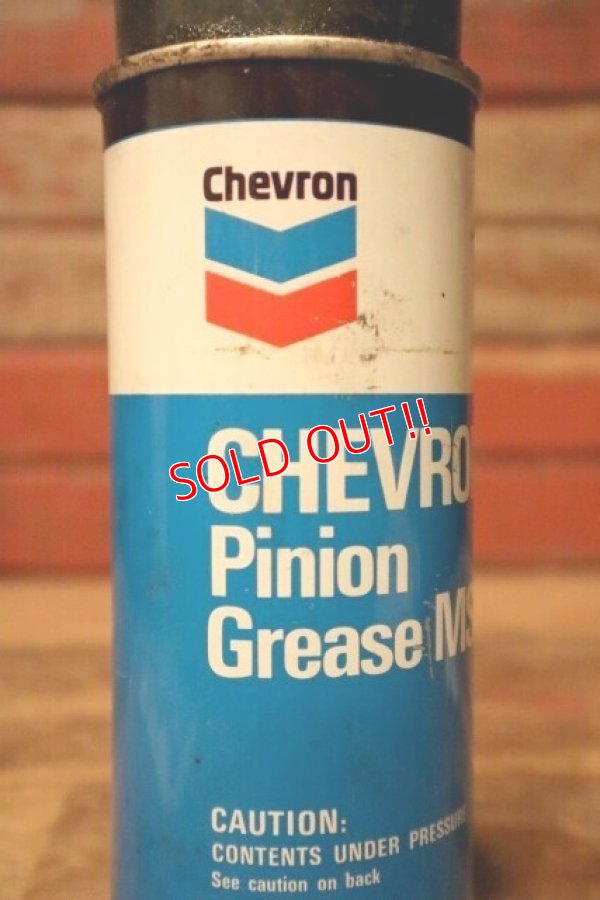 Chevron
SOLD OUT!!
CHEVRO
Pinion
Grease MS
CAUTION:
CONTENTS UNDER PRESSURE
See caution on back